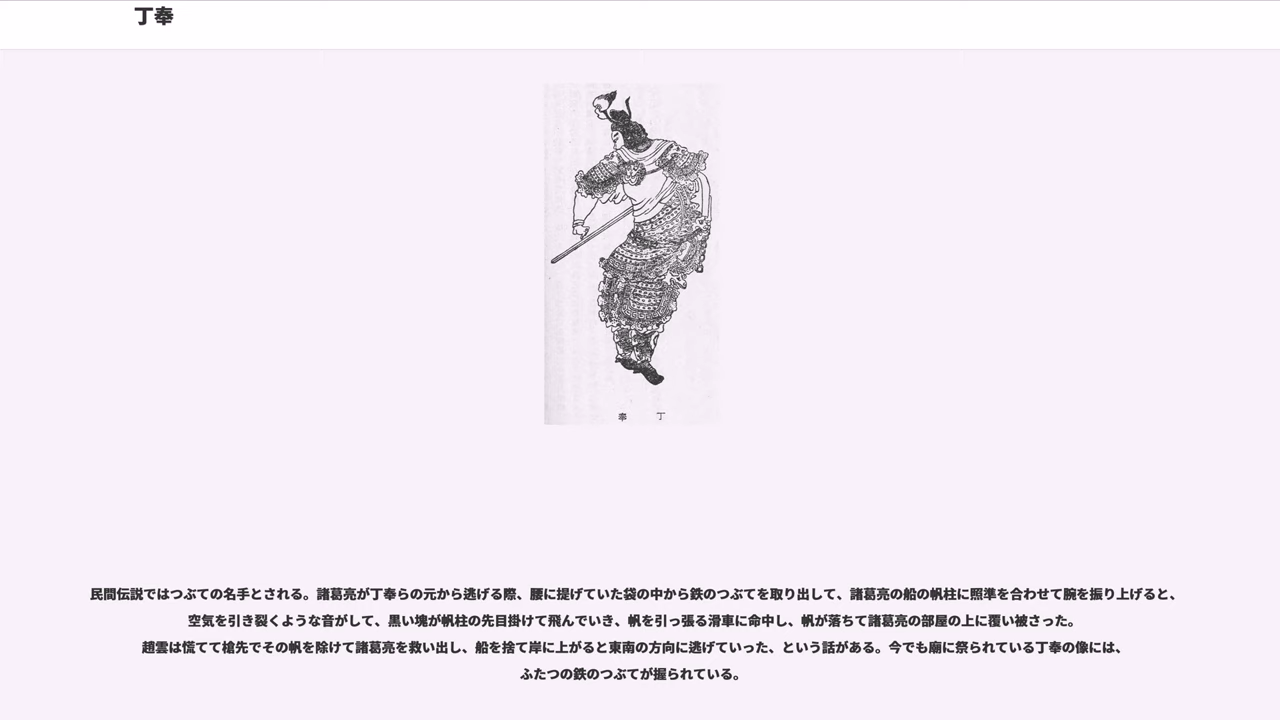 丁奉
奉 丁
民間伝説ではつぶての名手とされる。諸葛亮が丁奉らの元から逃げる際、腰に提げていた袋の中から鉄のつぶてを取り出して、諸葛亮の船の帆柱に照準を合わせて腕を振り上げると、
空気を引き裂くような音がして、黒い塊が帆柱の先目掛けて飛んでいき、帆を引っ張る滑車に命中し、帆が落ちて諸葛亮の部屋の上に覆い被さった。
趙雲は慌てて槍先でその帆を除けて諸葛亮を救い出し、船を捨て岸に上がると東南の方向に逃げていった、という話がある。今でも廟に祭られている丁奉の像には、
ふたつの鉄のつぶてが握られている。